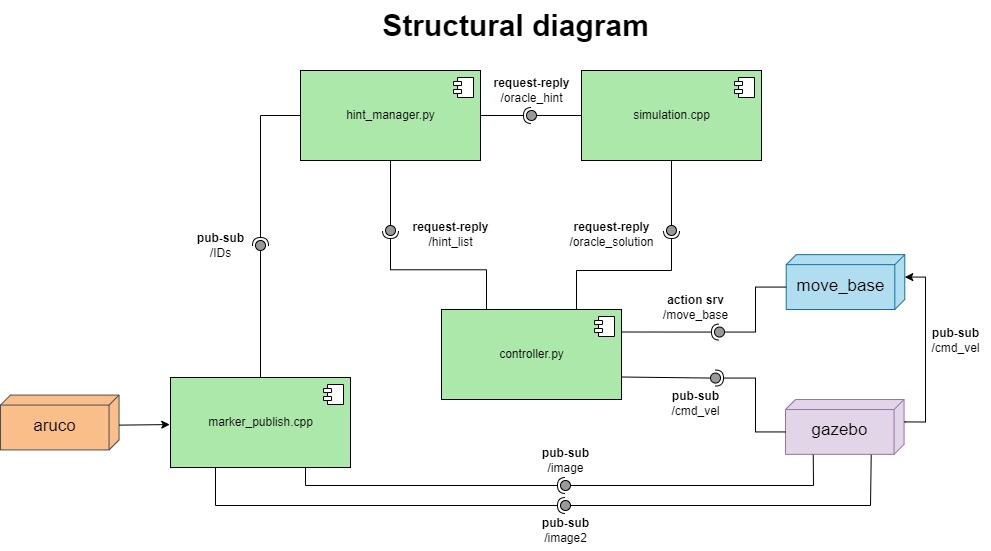 Structural diagram
request-reply
/oracle_hint
hint_manager.py
simulation.cpp
pub-sub
/IDs
request-reply
/hint_list
request-reply
/oracle_solution
move_base
action srv
/move_base
pub-sub
/cmd_vel
controller.py
pub-sub
/cmd_vel
aruco
marker_publish.cpp
gazebo
pub-sub
/image
pub-sub
/image2